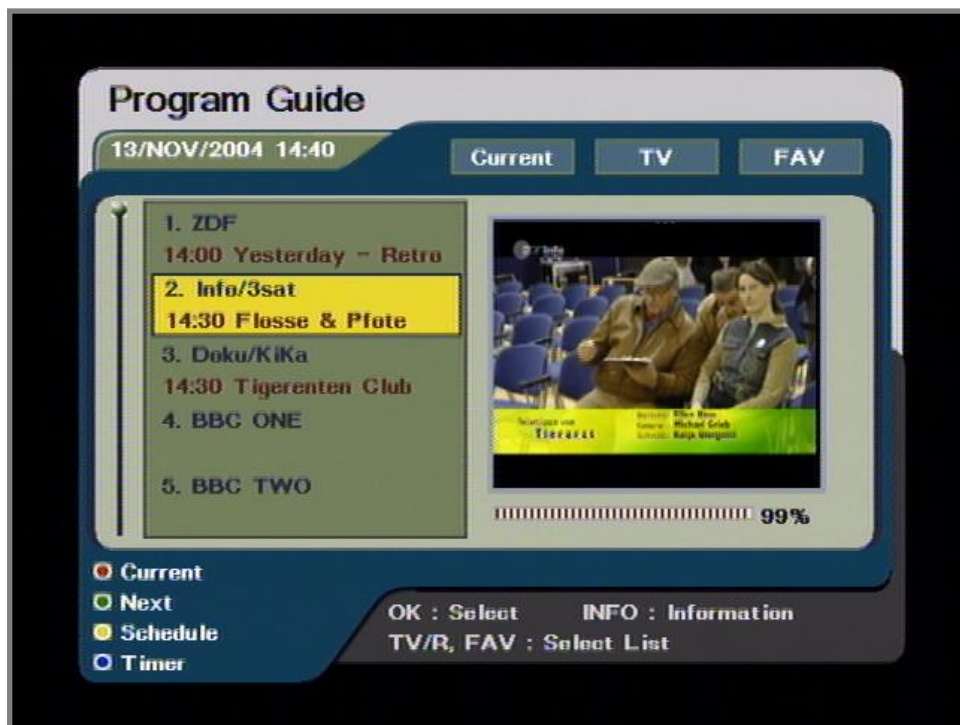 Program Guide
13/NOV/2004 14:40
Current TV FAV
1. ZDF
14:00 Yesterday - Retro
2. Info/3sat
14:30 Flosse & Pfote
3. Doku/KiKa
14:30 Tigerenten Club
4. BBC ONE
5. BBC TWO
Michael Grieb
99%
Current
Next
Schedule
Timer
OK : Select INFO : Information
TV/R, FAV : Select List